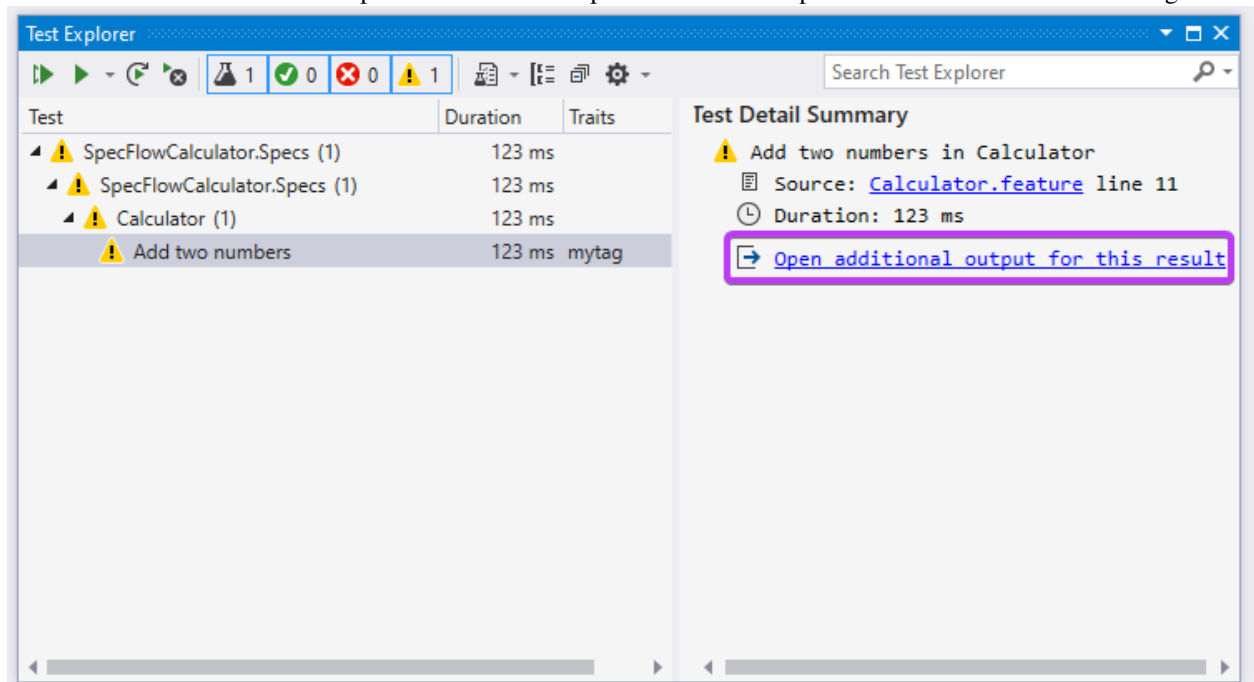 Test Explorer
1 0 0 1 Search Test Explorer
Test Duration Traits
SpecFlowCalculator.Specs (1) 123 ms
SpecFlowCalculator.Specs (1) 123 ms
Calculator (1) 123 ms
Add two numbers 123 ms mytag
Test Detail Summary
Add two numbers in Calculator
Source: Calculator.feature line 11
Duration: 123 ms
Open additional output for this result